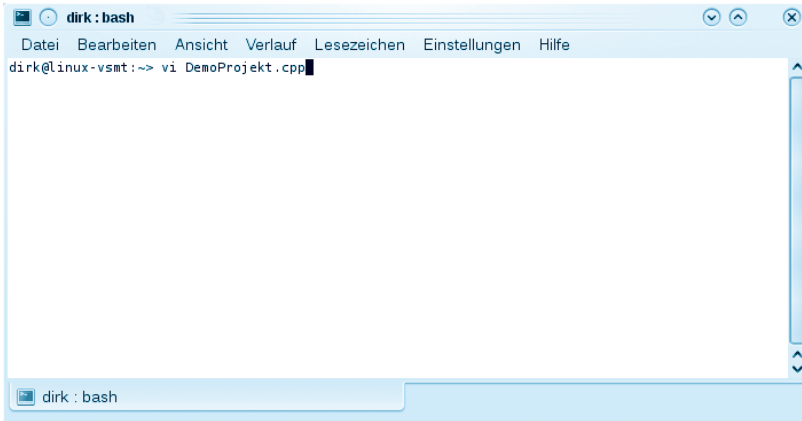 dirk : bash
Datei Bearbeiten Ansicht Verlauf Lesezeichen Einstellungen Hilfe
dirk@linux-vsmt:~> vi DemoProjekt.cpp
dirk : bash